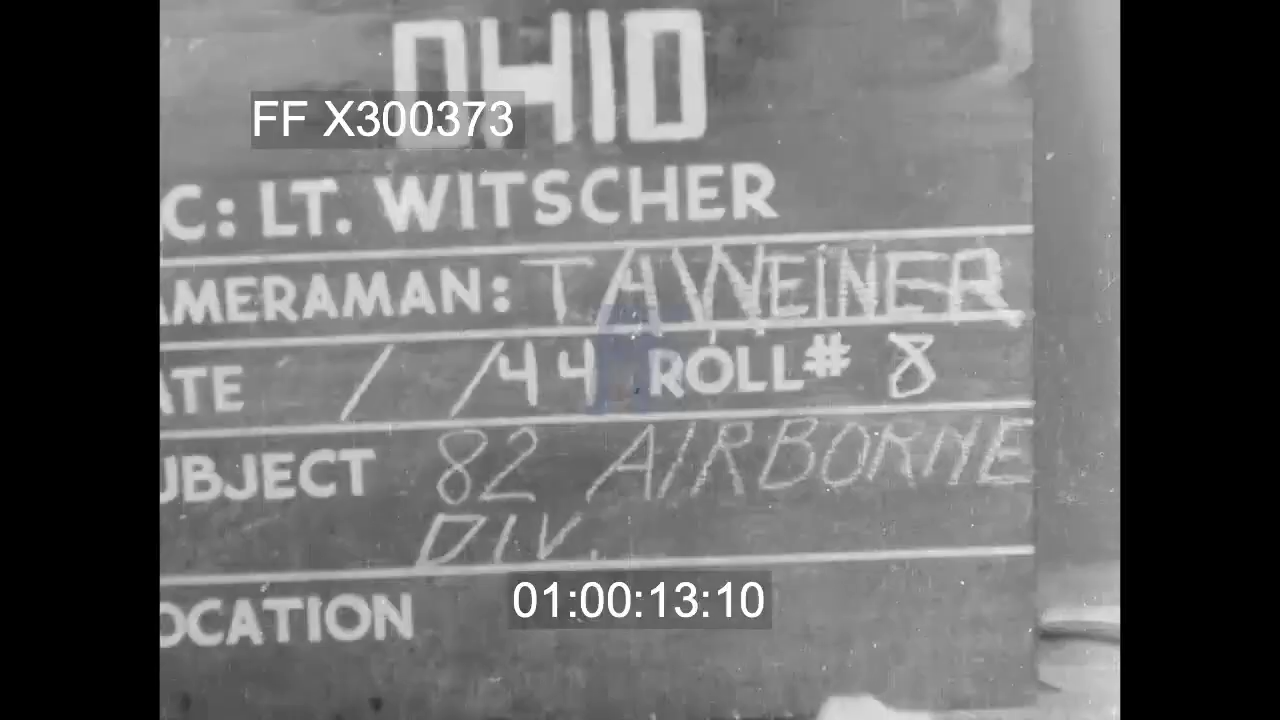 OHIO
FF X300373
C: LT. WITSCHER
AMERAMAN: T A WEINER
ATE / /44 ROLL# 8
UBJECT 82 AIRBORNE
DIV.
01:00:13:10
OCATION